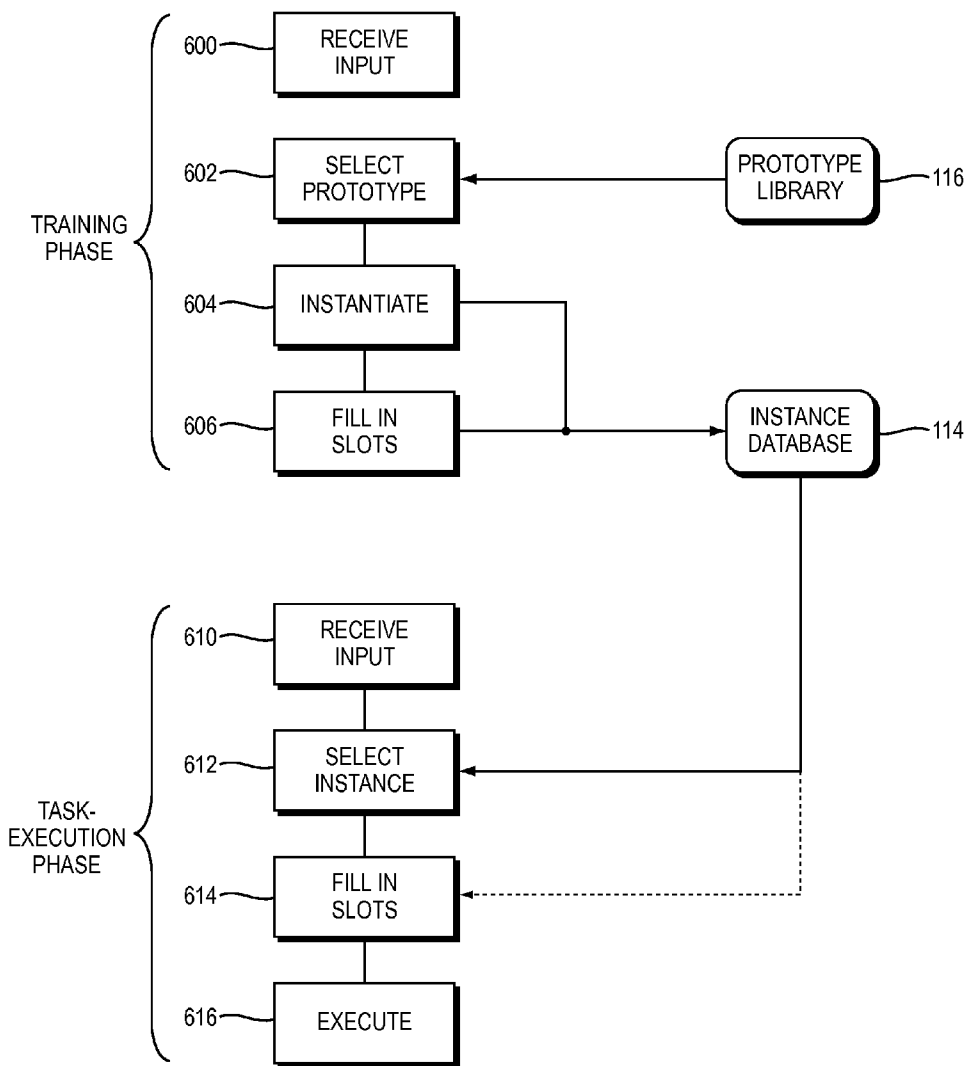 600
RECEIVE
INPUT
602
SELECT
PROTOTYPE
PROTOTYPE
LIBRARY
116
TRAINING
PHASE
604
INSTANTIATE
606
FILL IN
SLOTS
INSTANCE
DATABASE
114
610
RECEIVE
INPUT
612
SELECT
INSTANCE
TASK-
EXECUTION
PHASE
614
FILL IN
SLOTS
616
EXECUTE